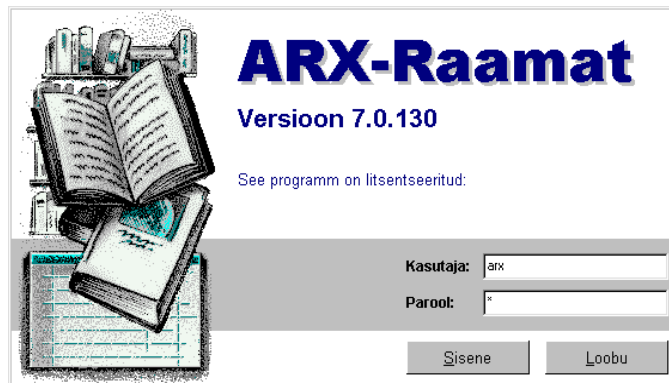 ARX-Raamat
Versioon 7.0.130
See programm on litsentseeritud:
Kasutaja: arx
Parool: *
Sisene Loobu